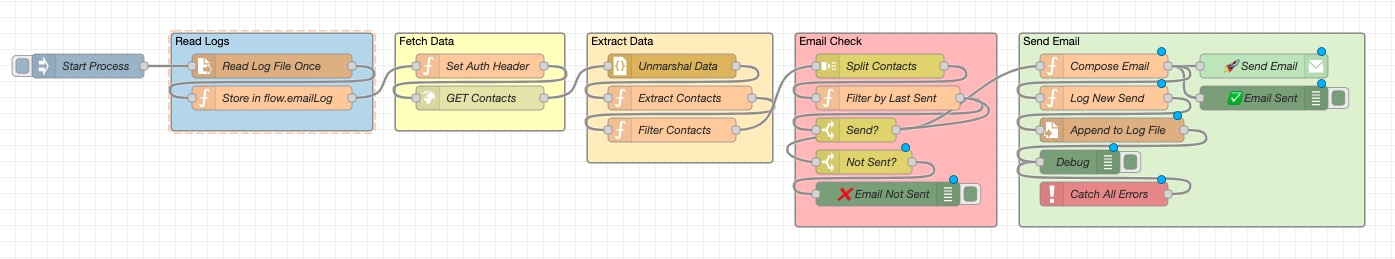 Start Process
Read Logs
Read Log File Once
Store in flow.emailLog
Fetch Data
Set Auth Header
GET Contacts
Extract Data
Unmarshal Data
Extract Contacts
Filter Contacts
Email Check
Split Contacts
Filter by Last Sent
Send?
Not Sent?
❌ Email Not Sent
Send Email
Compose Email
Log New Send
Append to Log File
Debug
Catch All Errors
🚀 Send Email
✅ Email Sent